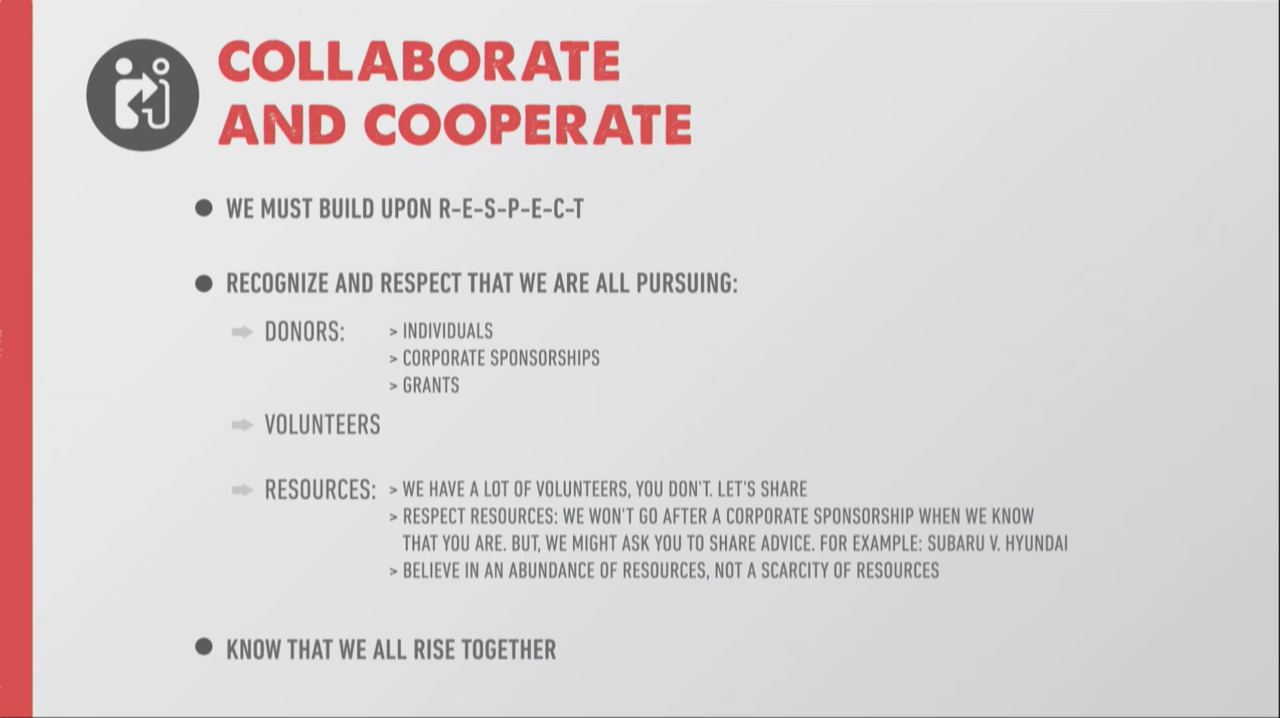 COLLABORATE
AND COOPERATE
WE MUST BUILD UPON R-E-S-P-E-C-T
RECOGNIZE AND RESPECT THAT WE ARE ALL PURSUING:
DONORS: > INDIVIDUALS
> CORPORATE SPONSORSHIPS
> GRANTS
VOLUNTEERS
RESOURCES: > WE HAVE A LOT OF VOLUNTEERS, YOU DON'T. LET'S SHARE
> RESPECT RESOURCES: WE WON'T GO AFTER A CORPORATE SPONSORSHIP WHEN WE KNOW
THAT YOU ARE. BUT, WE MIGHT ASK YOU TO SHARE ADVICE. FOR EXAMPLE: SUBARU V. HYUNDAI
> BELIEVE IN AN ABUNDANCE OF RESOURCES, NOT A SCARCITY OF RESOURCES
KNOW THAT WE ALL RISE TOGETHER